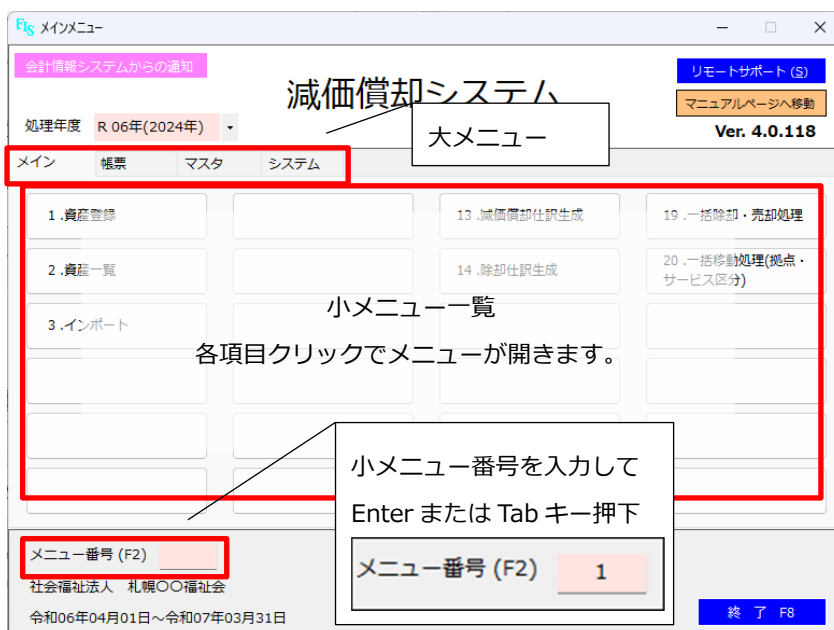 EIS メインメニュー
会計情報システムからの通知
リモートサポート (S)
減価償却システム
マニュアルページへ移動
処理年度 R 06年(2024年)
大メニュー
Ver. 4.0.118
メイン 帳票 マスタ システム
1 .資産登録 13 .減価償却仕訳生成 19 .一括除却・売却処理
2 .資産一覧 14 .除却仕訳生成 20 .一括移動処理(拠点・
サービス区分)
3 .インポート
小メニュー一覧
各項目クリックでメニューが開きます。
小メニュー番号を入力して
Enter または Tab キー押下
メニュー番号 (F2)
メニュー番号 (F2) 1
社会福祉法人 札幌〇〇福祉会
令和06年04月01日～令和07年03月31日
終 了 F8